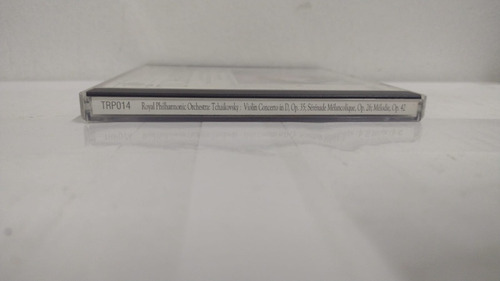 TRP014 Royal Philharmonic Orchestra: Tchaikovsky : Violin Concerto in D, Op. 35; Sérénade Mélancolique, Op. 26; Mélodie, Op. 42